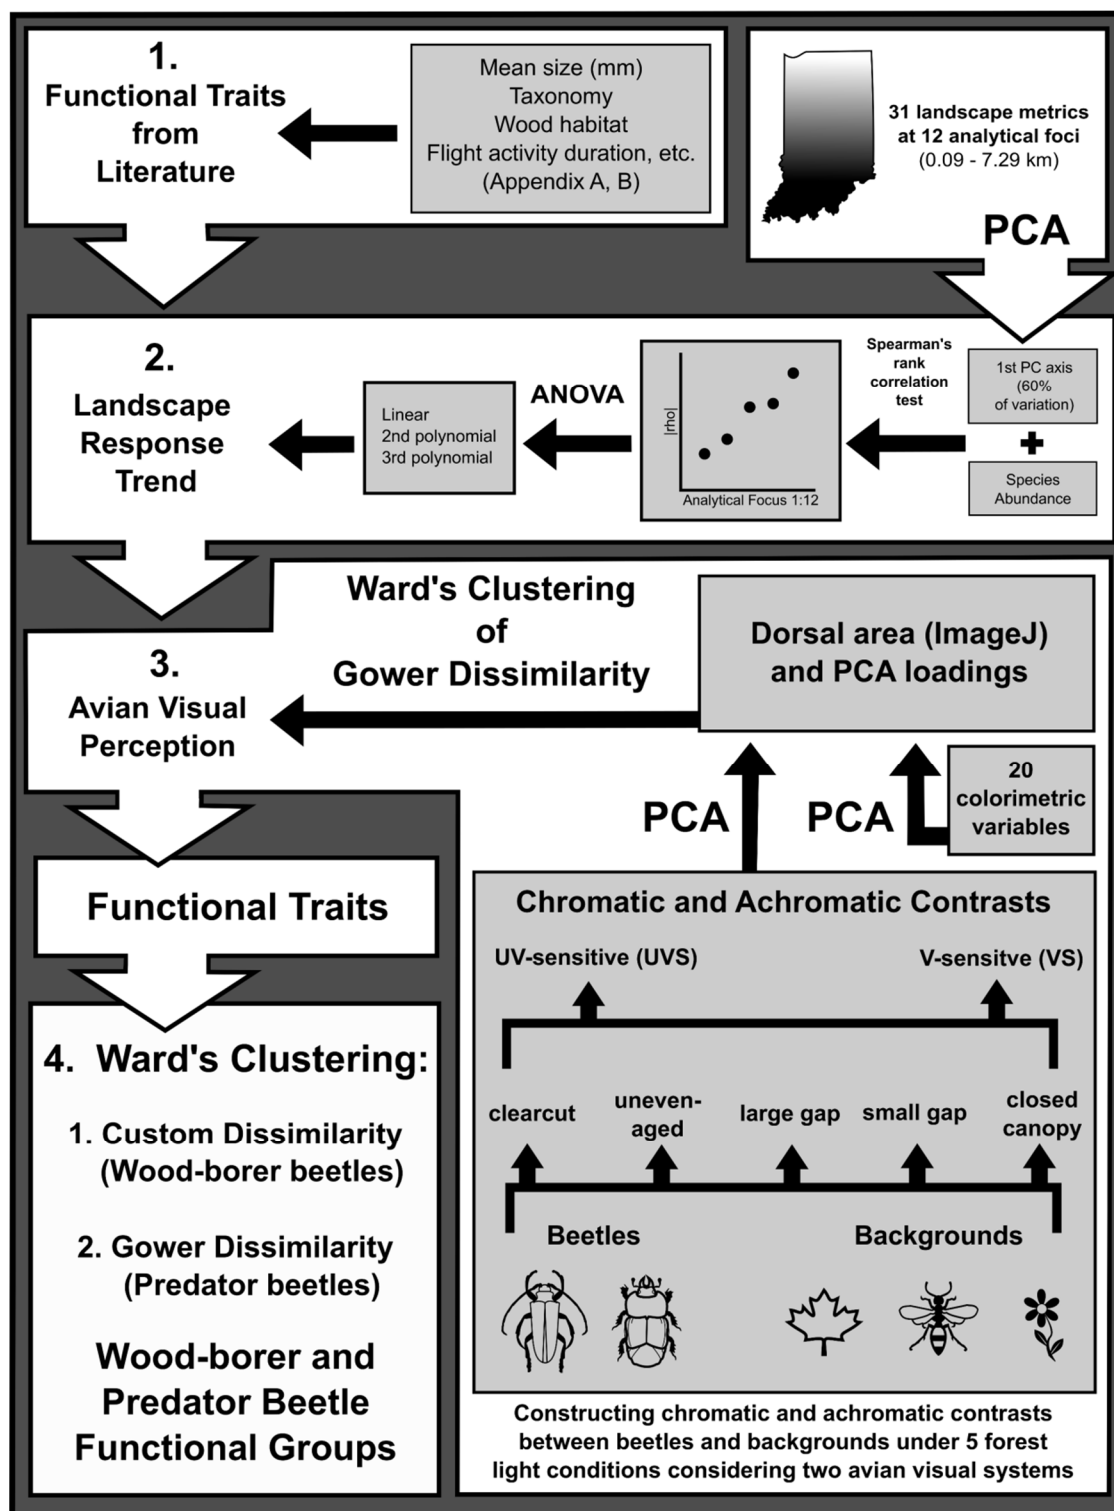 1.
Functional Traits
from
Literature
Mean size (mm)
Taxonomy
Wood habitat
Flight activity duration, etc.
(Appendix A, B)
31 landscape metrics
at 12 analytical foci
(0.09 - 7.29 km)
PCA
2.
Landscape
Response
Trend
Linear
2nd polynomial
3rd polynomial
ANOVA
|rho|
Analytical Focus 1:12
Spearman's
rank
correlation
test
1st PC axis
(60%
of variation)
Species
Abundance
3.
Avian Visual
Perception
Ward's Clustering
of
Gower Dissimilarity
Dorsal area (ImageJ)
and PCA loadings
PCA
PCA
20
colorimetric
variables
Functional Traits
4. Ward's Clustering:
1. Custom Dissimilarity
(Wood-borer beetles)
2. Gower Dissimilarity
(Predator beetles)
Wood-borer and
Predator Beetle
Functional Groups
Chromatic and Achromatic Contrasts
UV-sensitive (UVS)
V-sensitve (VS)
clearcut
uneven-
aged
large gap
small gap
closed
canopy
Beetles
Backgrounds
Constructing chromatic and achromatic contrasts
between beetles and backgrounds under 5 forest
light conditions considering two avian visual systems